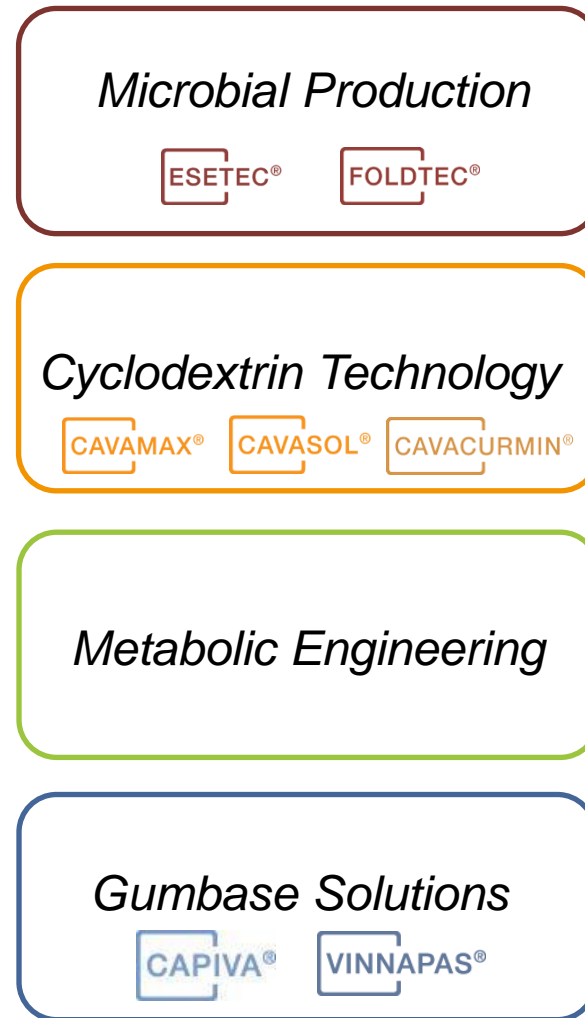 Microbial Production
ESETEC® FOLDTEC®
Cyclodextrin Technology
CAVAMAX® CAVASOL® CAVACURMIN®
Metabolic Engineering
Gumbase Solutions
CAPIVA® VINNAPAS®